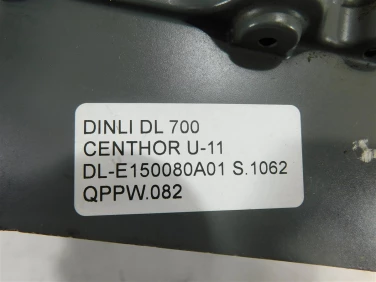 DINLI DL 700
CENTHOR U-11
DL-E150080A01 S.1062
QPPW.082